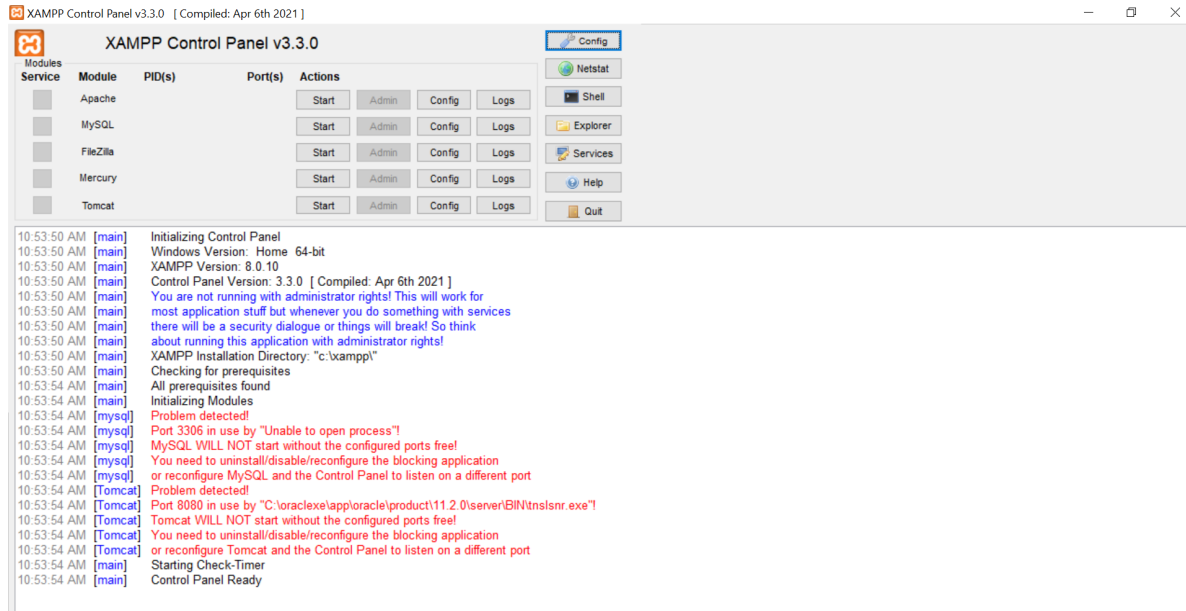 XAMPP Control Panel v3.3.0 [ Compiled: Apr 6th 2021 ]
XAMPP Control Panel v3.3.0
Config
Modules
Service Module PID(s) Port(s) Actions
Netstat
Apache Start Admin Config Logs
Shell
MySQL Start Admin Config Logs
Explorer
FileZilla Start Admin Config Logs
Services
Mercury Start Admin Config Logs
Help
Tomcat Start Admin Config Logs
Quit
10:53:50 AM [main] Initializing Control Panel
10:53:50 AM [main] Windows Version: Home 64-bit
10:53:50 AM [main] XAMPP Version: 8.0.10
10:53:50 AM [main] Control Panel Version: 3.3.0 [ Compiled: Apr 6th 2021 ]
10:53:50 AM [main] You are not running with administrator rights! This will work for
10:53:50 AM [main] most application stuff but whenever you do something with services
10:53:50 AM [main] there will be a security dialogue or things will break! So think
10:53:50 AM [main] about running this application with administrator rights!
10:53:50 AM [main] XAMPP Installation Directory: "c:\xampp\"
10:53:50 AM [main] Checking for prerequisites
10:53:54 AM [main] All prerequisites found
10:53:54 AM [main] Initializing Modules
10:53:54 AM [mysql] Problem detected!
10:53:54 AM [mysql] Port 3306 in use by "Unable to open process"!
10:53:54 AM [mysql] MySQL WILL NOT start without the configured ports free!
10:53:54 AM [mysql] You need to uninstall/disable/reconfigure the blocking application
10:53:54 AM [mysql] or reconfigure MySQL and the Control Panel to listen on a different port
10:53:54 AM [Tomcat] Problem detected!
10:53:54 AM [Tomcat] Port 8080 in use by "C:\oraclexe\app\oracle\product\11.2.0\server\BIN\tnslsnr.exe"!
10:53:54 AM [Tomcat] Tomcat WILL NOT start without the configured ports free!
10:53:54 AM [Tomcat] You need to uninstall/disable/reconfigure the blocking application
10:53:54 AM [Tomcat] or reconfigure Tomcat and the Control Panel to listen on a different port
10:53:54 AM [main] Starting Check-Timer
10:53:54 AM [main] Control Panel Ready